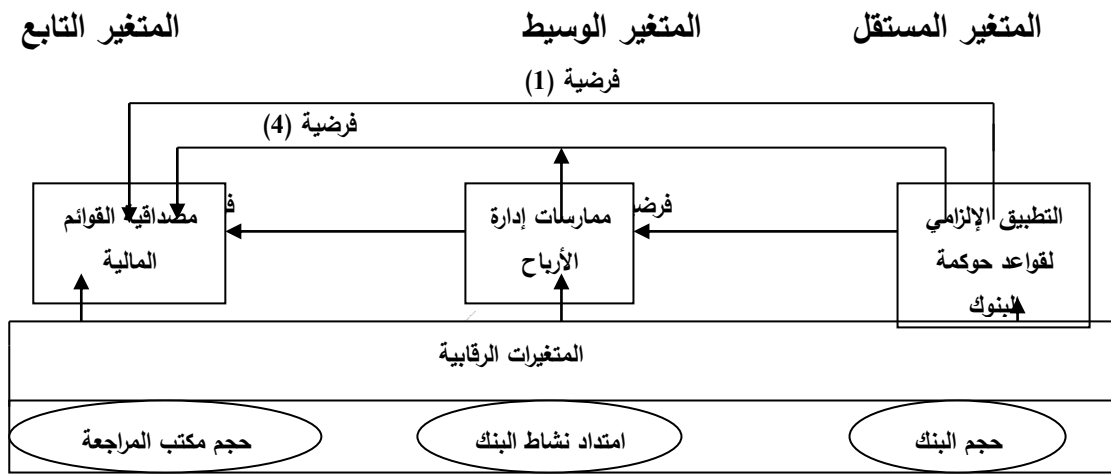 المتغير المستقل
المتغير الوسيط
المتغير التابع
فرضية (1)
فرضية (4)
التطبيق الإلزامي
لقواعد حوكمة
البنوك
ممارسات إدارة
الأرباح
مصداقية القوائم
المالية
المتغيرات الرقابية
حجم البنك
امتداد نشاط البنك
حجم مكتب المراجعة